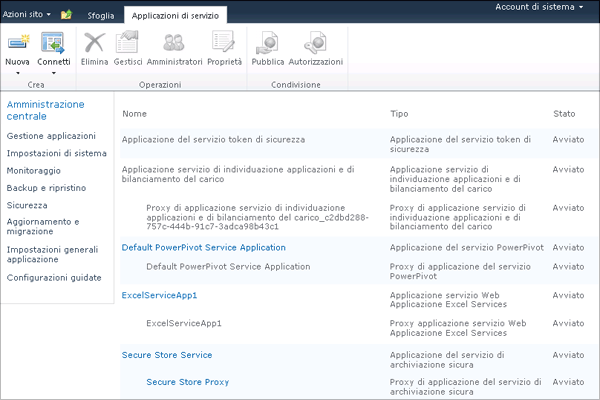 Azioni sito
Sfoglia
Applicazioni di servizio
Account di sistema
Nuova
Connetti
Elimina
Gestisci
Amministratori
Proprietà
Pubblica
Autorizzazioni
Crea
Operazioni
Condivisione
Amministrazione
centrale
Gestione applicazioni
Impostazioni di sistema
Monitoraggio
Backup e ripristino
Sicurezza
Aggiornamento e
migrazione
Impostazioni generali
applicazione
Configurazioni guidate
Nome
Tipo
Stato
Applicazione del servizio token di sicurezza
Applicazione del servizio token di
sicurezza
Avviato
Applicazione servizio di individuazione applicazioni e di
bilanciamento del carico
Applicazione servizio di
individuazione applicazioni e di
bilanciamento del carico
Avviato
Proxy di applicazione servizio di individuazione
applicazioni e di bilanciamento del carico_c2dbd288-
757c-444b-91c7-3adca98b43c1
Proxy di applicazione servizio di
individuazione applicazioni e di
bilanciamento del carico
Avviato
Default PowerPivot Service Application
Applicazione del servizio PowerPivot
Avviato
Default PowerPivot Service Application
Proxy di applicazione del servizio
PowerPivot
Avviato
ExcelServiceApp1
Applicazione servizio Web
Applicazione Excel Services
Avviato
ExcelServiceApp1
Proxy applicazione servizio Web
Applicazione Excel Services
Avviato
Secure Store Service
Applicazione del servizio di
archiviazione sicura
Avviato
Secure Store Proxy
Proxy di applicazione del servizio di
archiviazione sicura
Avviato